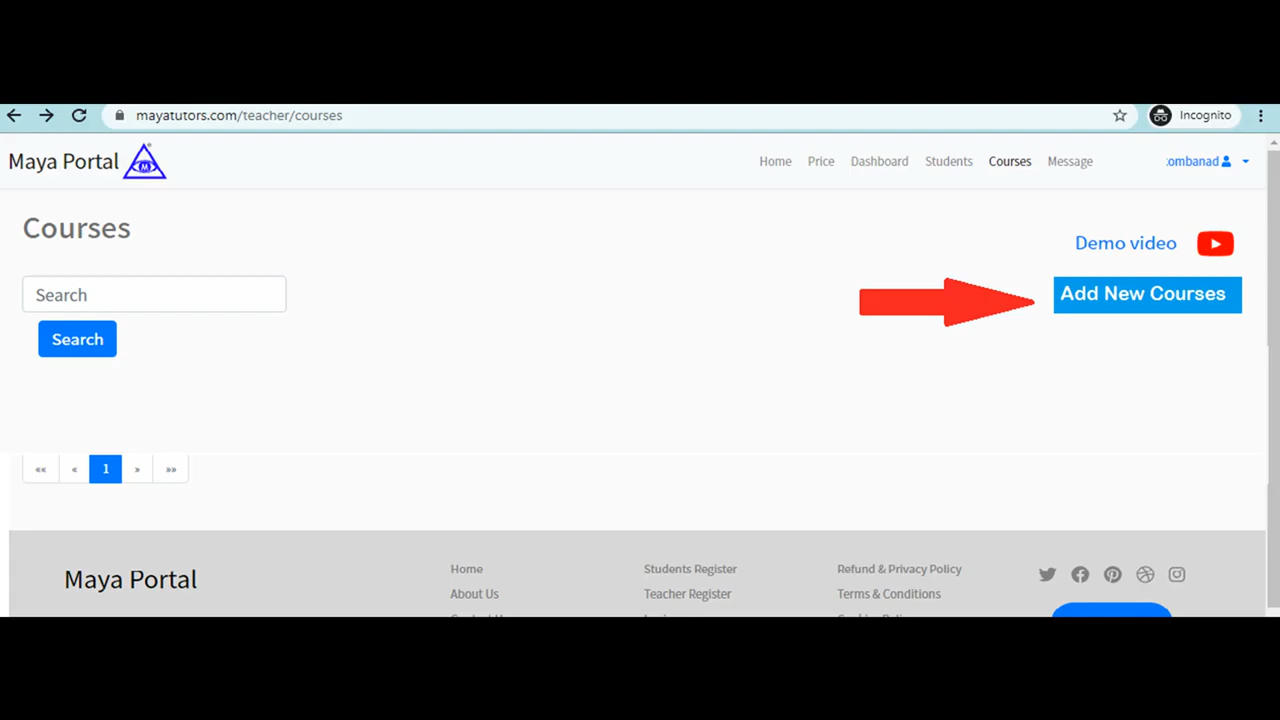 mayatutors.com/teacher/courses
Incognito
Maya Portal
M
Home Price Dashboard Students Courses Message
:ombanad
Courses
Demo video
Search
Add New Courses
Search
«« « 1 » »»
Maya Portal
Home
About Us
Students Register
Teacher Register
Refund & Privacy Policy
Terms & Conditions